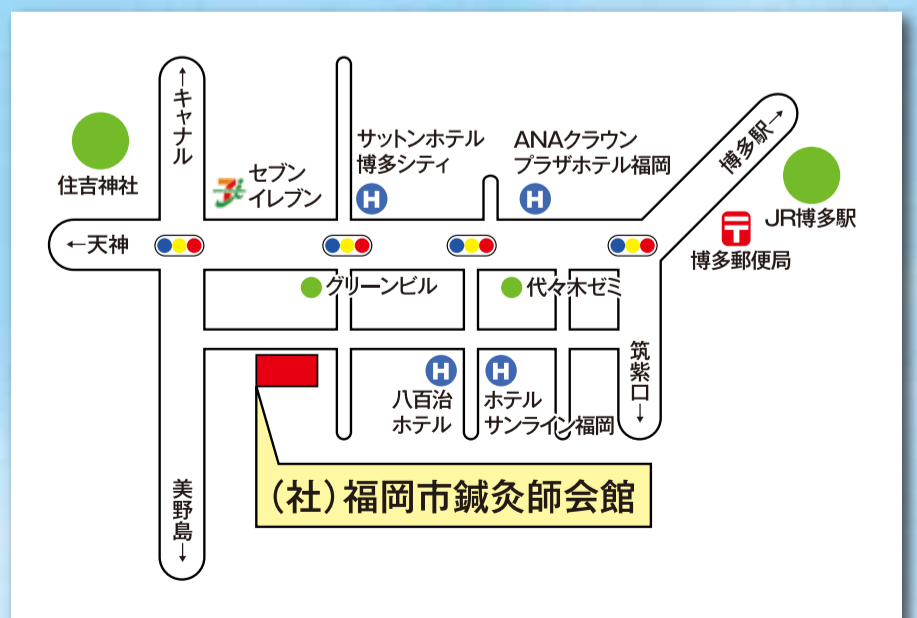 ←キャナル
住吉神社
セブン
イレブン
サットンホテル
博多シティ
H
ANAクラウン
プラザホテル福岡
H
博多駅→
JR博多駅
博多郵便局
←天神
グリーンビル
代々木ゼミ
H
八百治
ホテル
H
ホテル
サンライン福岡
筑紫口→
美野島→
（社）福岡市鍼灸師会館